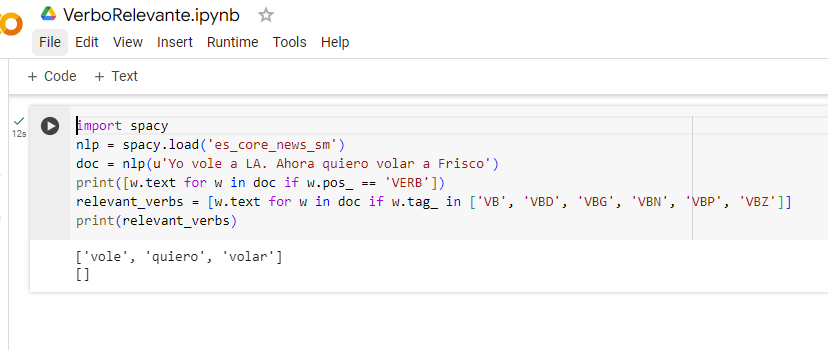 VerboRelevante.ipynb
File Edit View Insert Runtime Tools Help
+ Code + Text
12s
import spacy
nlp = spacy.load('es_core_news_sm')
doc = nlp(u'Yo vole a LA. Ahora quiero volar a Frisco')
print([w.text for w in doc if w.pos_ == 'VERB'])
relevant_verbs = [w.text for w in doc if w.tag_ in ['VB', 'VBD', 'VBG', 'VBN', 'VBP', 'VBZ']]
print(relevant_verbs)
['vole', 'quiero', 'volar']
[]